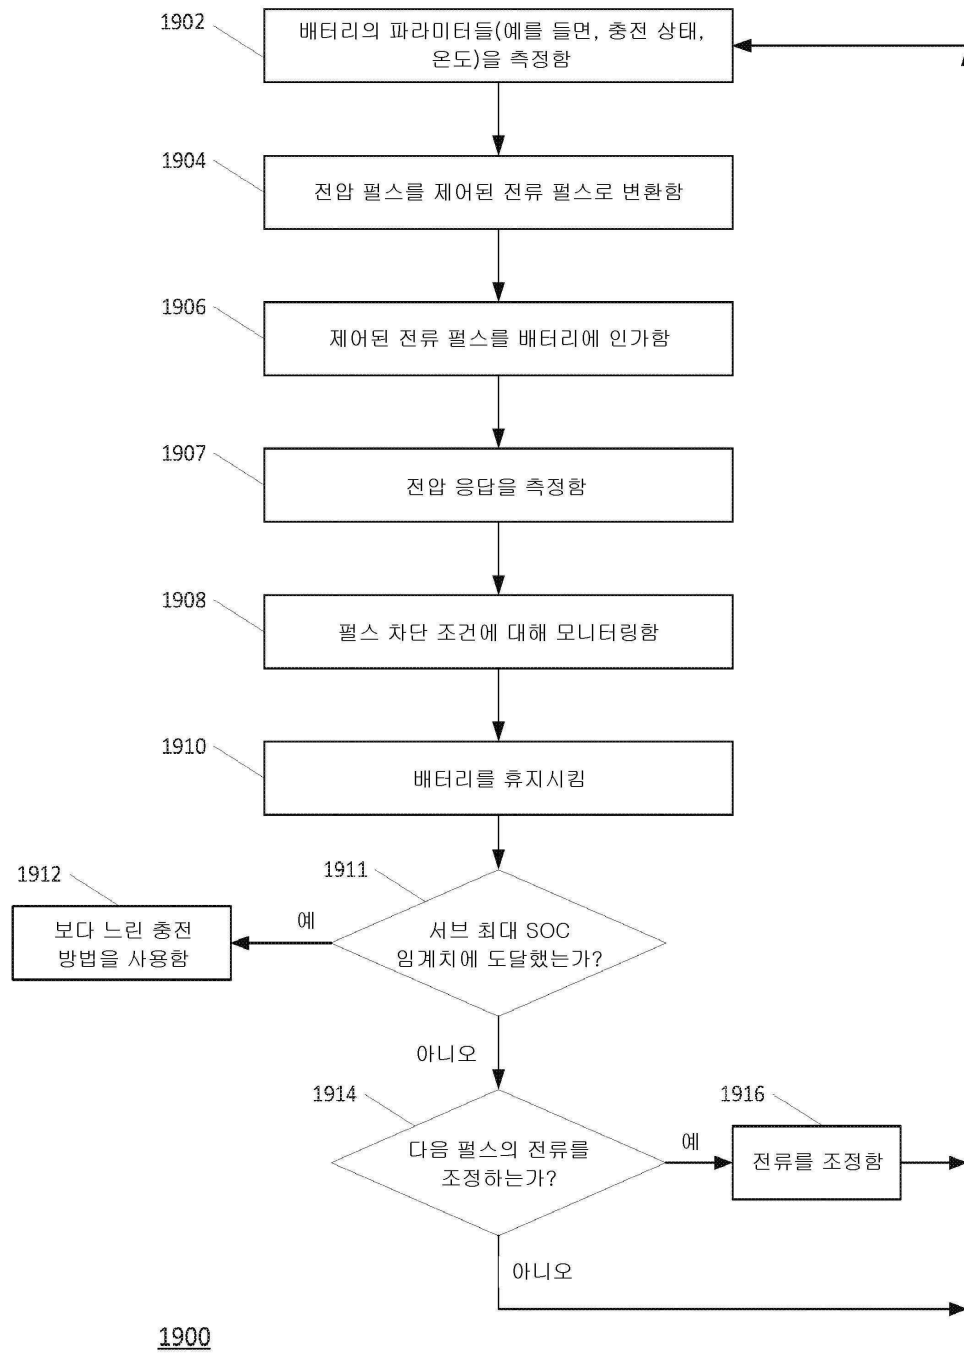 1902
배터리의 파라미터들(예를 들면, 충전 상태,
온도)을 측정함
1904
전압 펄스를 제어된 전류 펄스로 변환함
1906
제어된 전류 펄스를 배터리에 인가함
1907
전압 응답을 측정함
1908
펄스 차단 조건에 대해 모니터링함
1910
배터리를 휴지시킴
1911
서브 최대 SOC
임계치에 도달했는가?
예
1912
보다 느린 충전
방법을 사용함
아니오
1914
다음 펄스의 전류를
조정하는가?
예
1916
전류를 조정함
아니오
1900